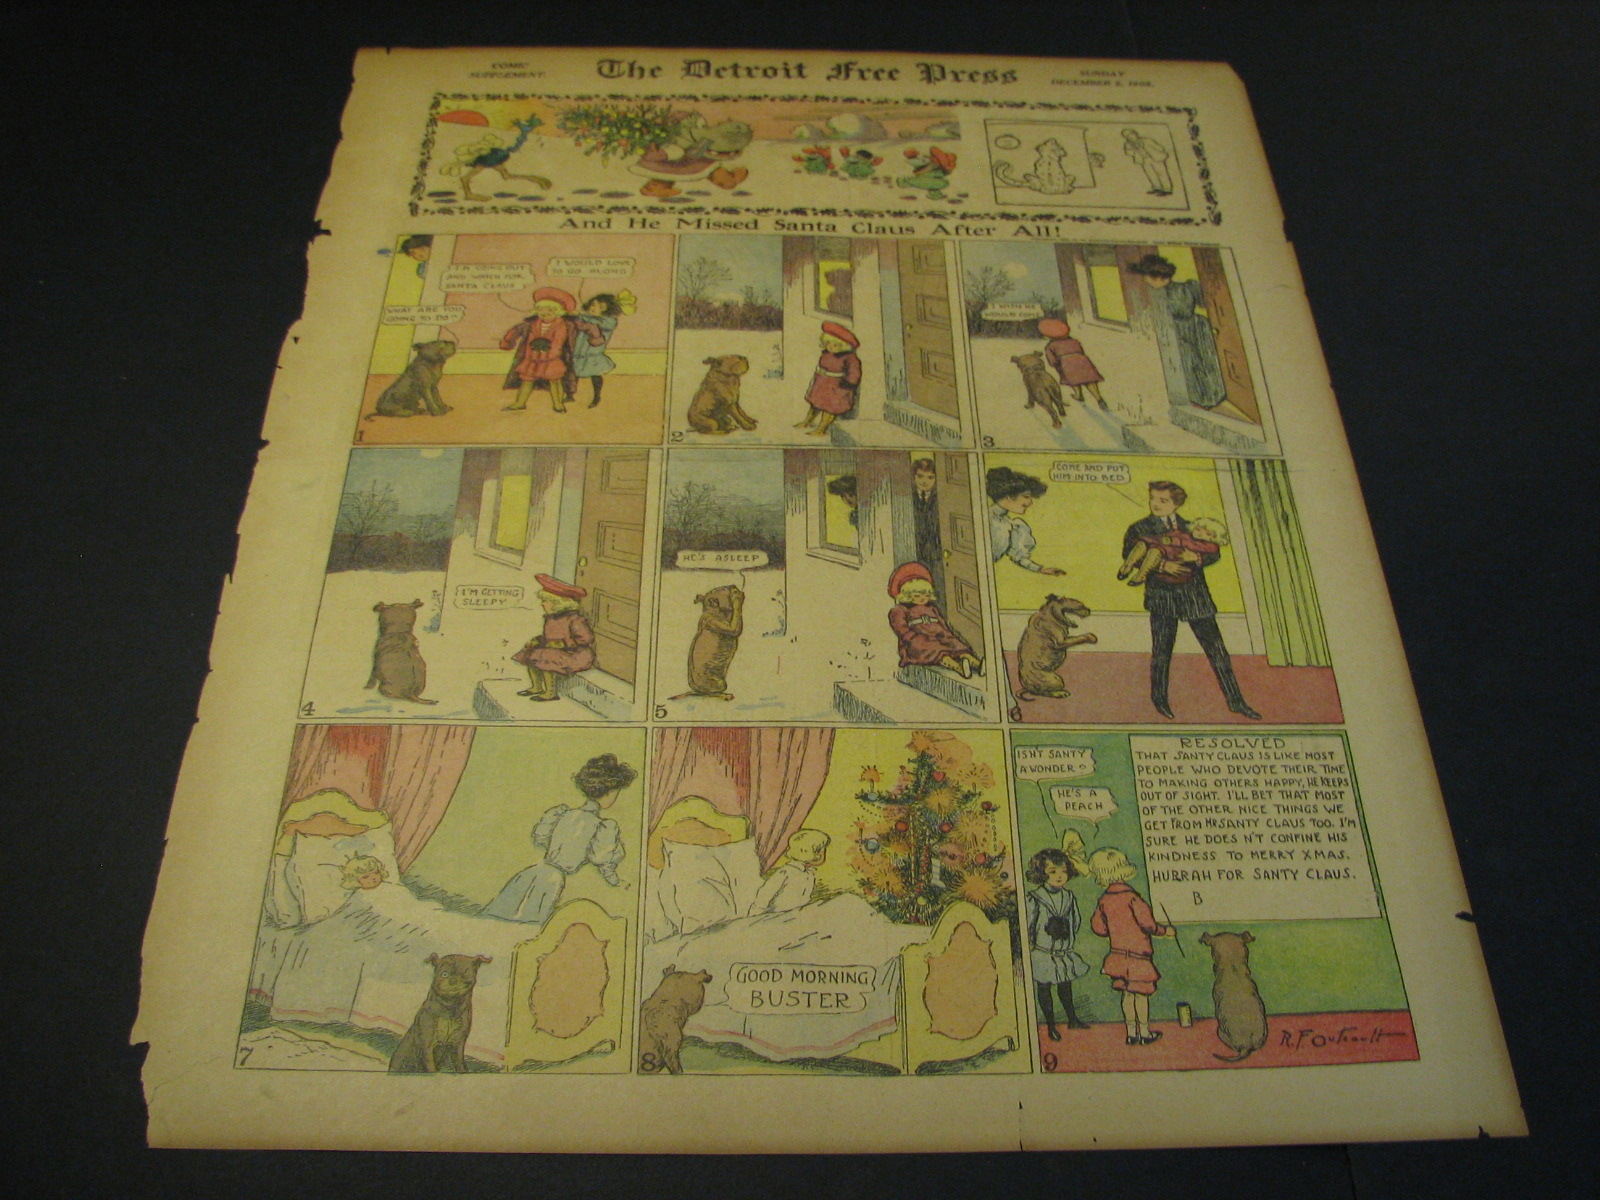 COMIC
SUPPLEMENT.
The Detroit Free Press
SUNDAY
DECEMBER
And He Missed Santa Claus After All!
WHAT ARE YOU
GOING TO DO?
I'M GOING OUT
AND WATCH FOR
SANTA CLAUS
I WOULD LOVE
TO GO ALONG
1
2
I WISH HE
WOULD COME
3
I'M GETTING
SLEEPY
4
HE'S ASLEEP
5
COME AND PUT
HIM INTO BED
6
7
GOOD MORNING
BUSTER
8
ISN'T SANTY
A WONDER?
HE'S A
PEACH
RESOLVED
THAT SANTY CLAUS IS LIKE MOST
PEOPLE WHO DEVOTE THEIR TIME
TO MAKING OTHERS HAPPY, HE KEEPS
OUT OF SIGHT. I'LL BET THAT MOST
OF THE OTHER NICE THINGS WE
GET FROM MR SANTY CLAUS TOO. I'M
SURE HE DOES N'T CONFINE HIS
KINDNESS TO MERRY XMAS.
HURRAH FOR SANTY CLAUS.
B
R. F. Outcault
9